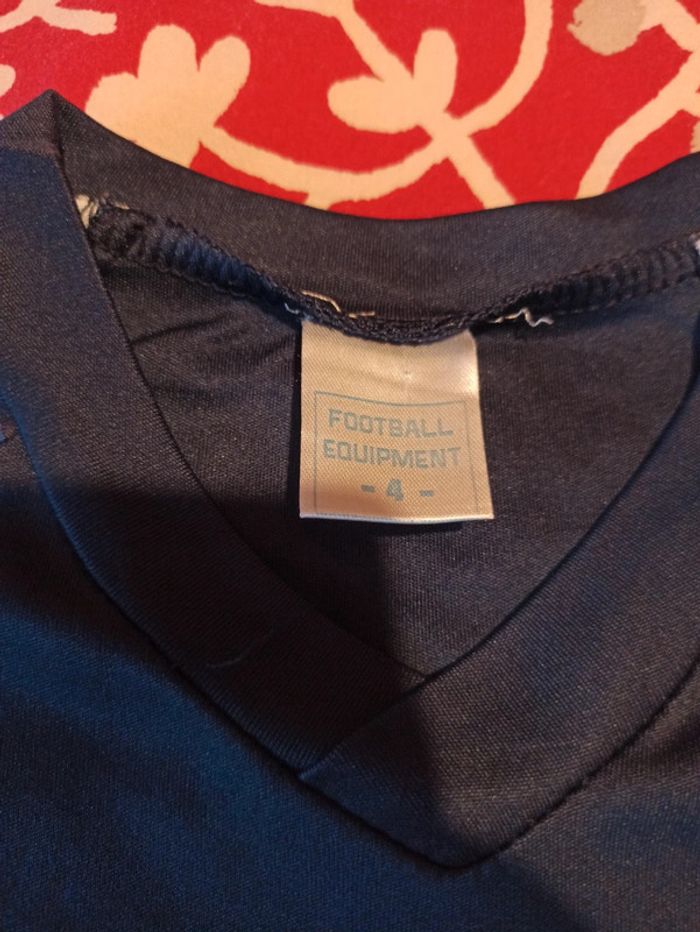 FOOTBALL
EQUIPMENT
- 4 -